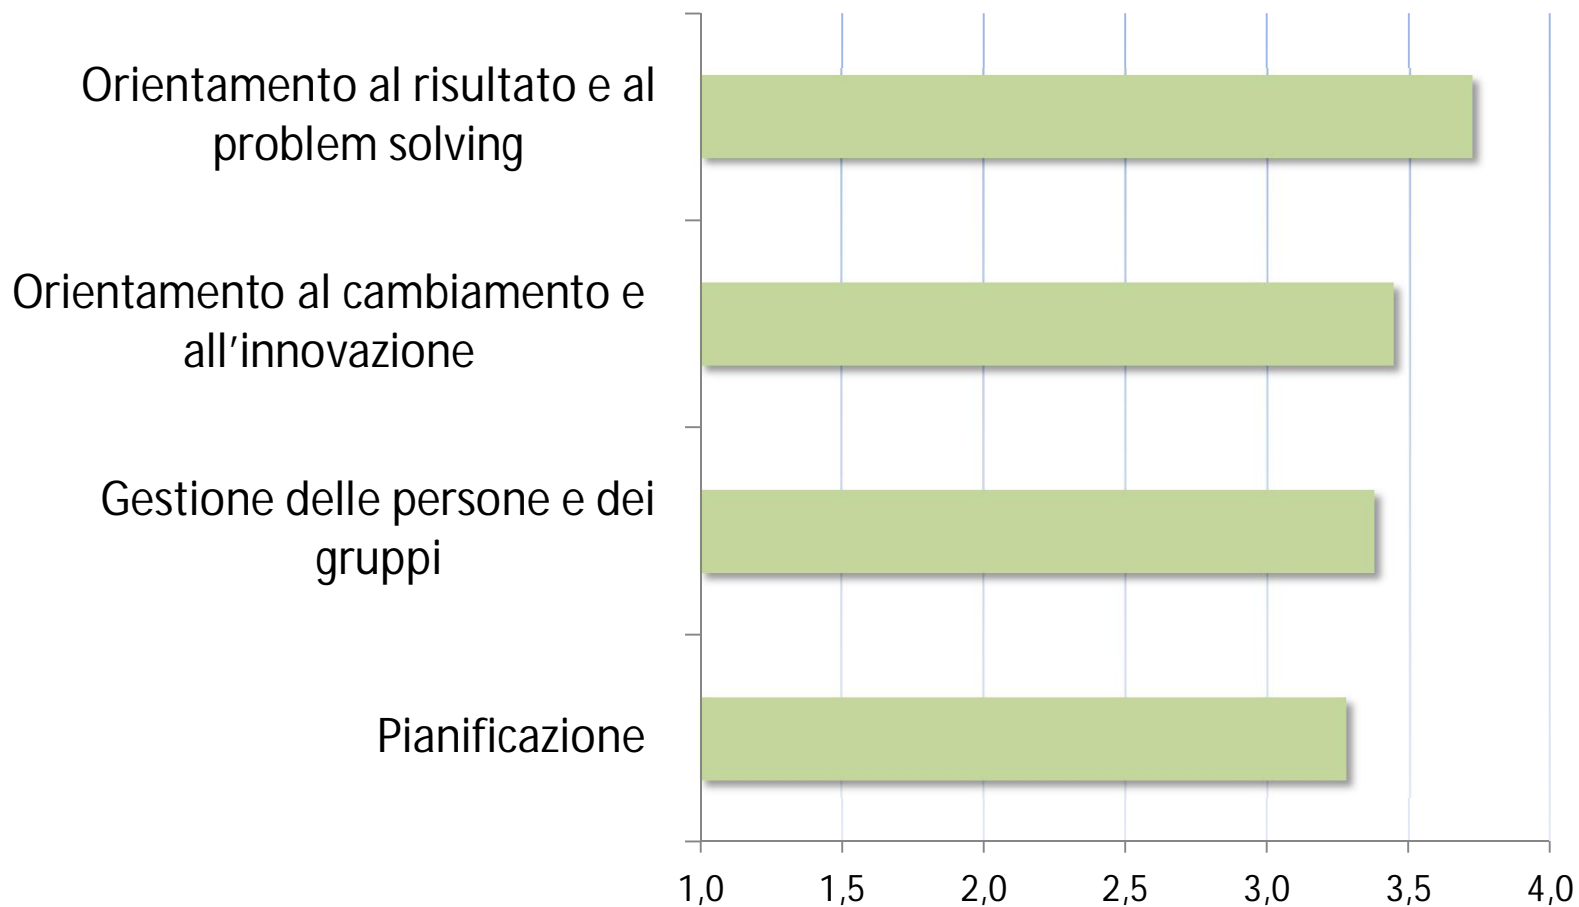 Orientamento al risultato e al
problem solving
Orientamento al cambiamento e
all’innovazione
Gestione delle persone e dei
gruppi
Pianificazione
1,0 1,5 2,0 2,5 3,0 3,5 4,0